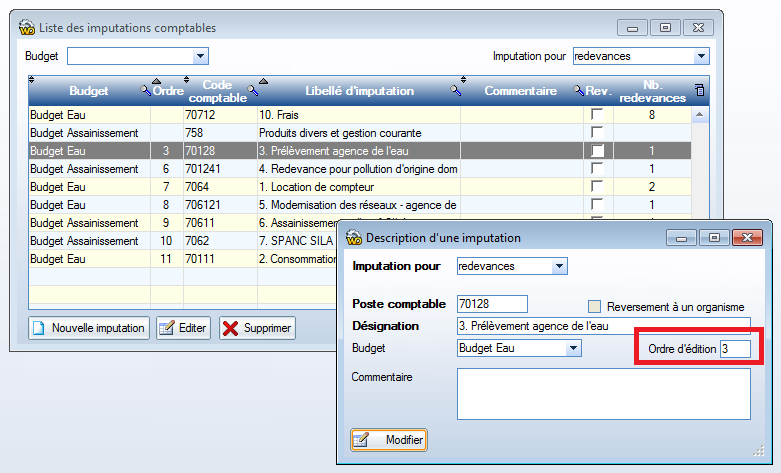 Liste des imputations comptables
Budget
Imputation pour redevances
Budget Ordre Code comptable Libellé d'imputation Commentaire Rev. Nb. redevances
Budget Eau 70712 10. Frais 8
Budget Assainissement 758 Produits divers et gestion courante
Budget Eau 3 70128 3. Prélèvement agence de l'eau 1
Budget Assainissement 6 701241 4. Redevance pour pollution d'origine dom 1
Budget Eau 7 7064 1. Location de compteur 2
Budget Eau 8 706121 5. Modernisation des réseaux - agence de 1
Budget Assainissement 9 70611 6. Assainissement
Budget Assainissement 10 7062 7. SPANC SILA
Budget Eau 11 70111 2. Consommation
Nouvelle imputation Editer Supprimer
Description d'une imputation
Imputation pour redevances
Poste comptable 70128 Reversement à un organisme
Désignation 3. Prélèvement agence de l'eau
Budget Budget Eau Ordre d'édition 3
Commentaire
Modifier